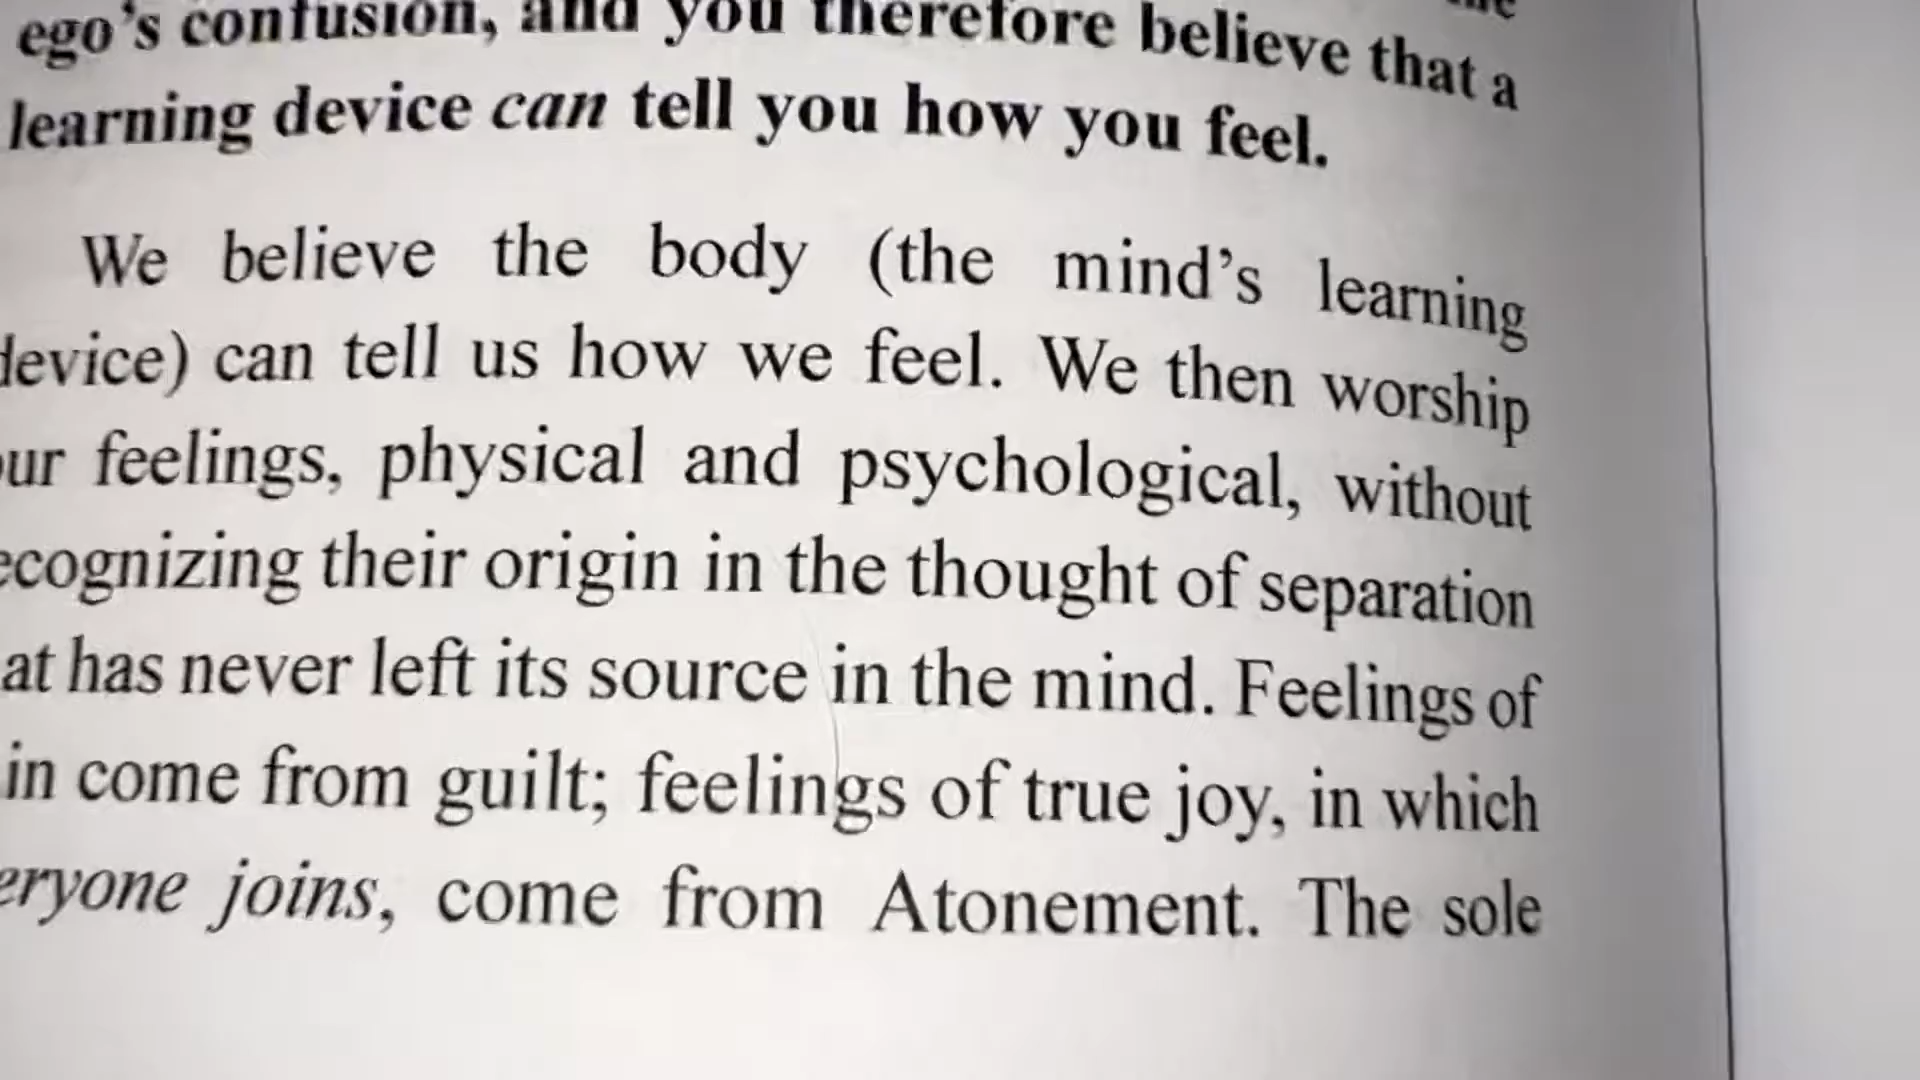 ego's confusion, and you therefore believe that a
learning device can tell you how you feel.
We believe the body (the mind's learning
device) can tell us how we feel. We then worship
our feelings, physical and psychological, without
recognizing their origin in the thought of separation
at has never left its source in the mind. Feelings of
in come from guilt; feelings of true joy, in which
eryone joins, come from Atonement. The sole